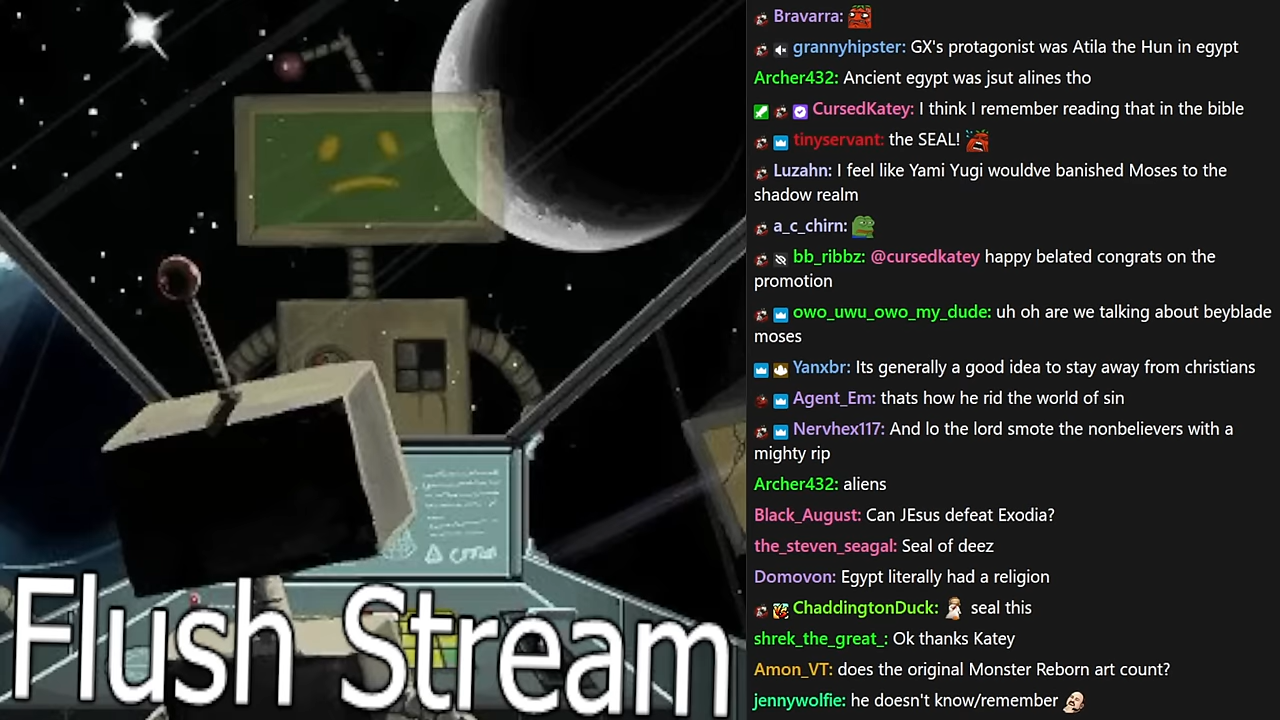 Bravarra:
grannyhipster: GX's protagonist was Atila the Hun in egypt
Archer432: Ancient egypt was jsut alines tho
CursedKatey: I think I remember reading that in the bible
tinyservant: the SEAL!
Luzahn: I feel like Yami Yugi wouldve banished Moses to the
shadow realm
a_c_chirn:
bb_ribbz: @cursedkatey happy belated congrats on the
promotion
owo_uwu_owo_my_dude: uh oh are we talking about beyblade
moses
Yanxbr: Its generally a good idea to stay away from christians
Agent_Em: thats how he rid the world of sin
Nervhex117: And lo the lord smote the nonbelievers with a
mighty rip
Archer432: aliens
Black_August: Can JEsus defeat Exodia?
the_steven_seagal: Seal of deez
Domovon: Egypt literally had a religion
ChaddingtonDuck: seal this
shrek_the_great_: Ok thanks Katey
Amon_VT: does the original Monster Reborn art count?
jennywolfie: he doesn't know/remember
Flush Stream